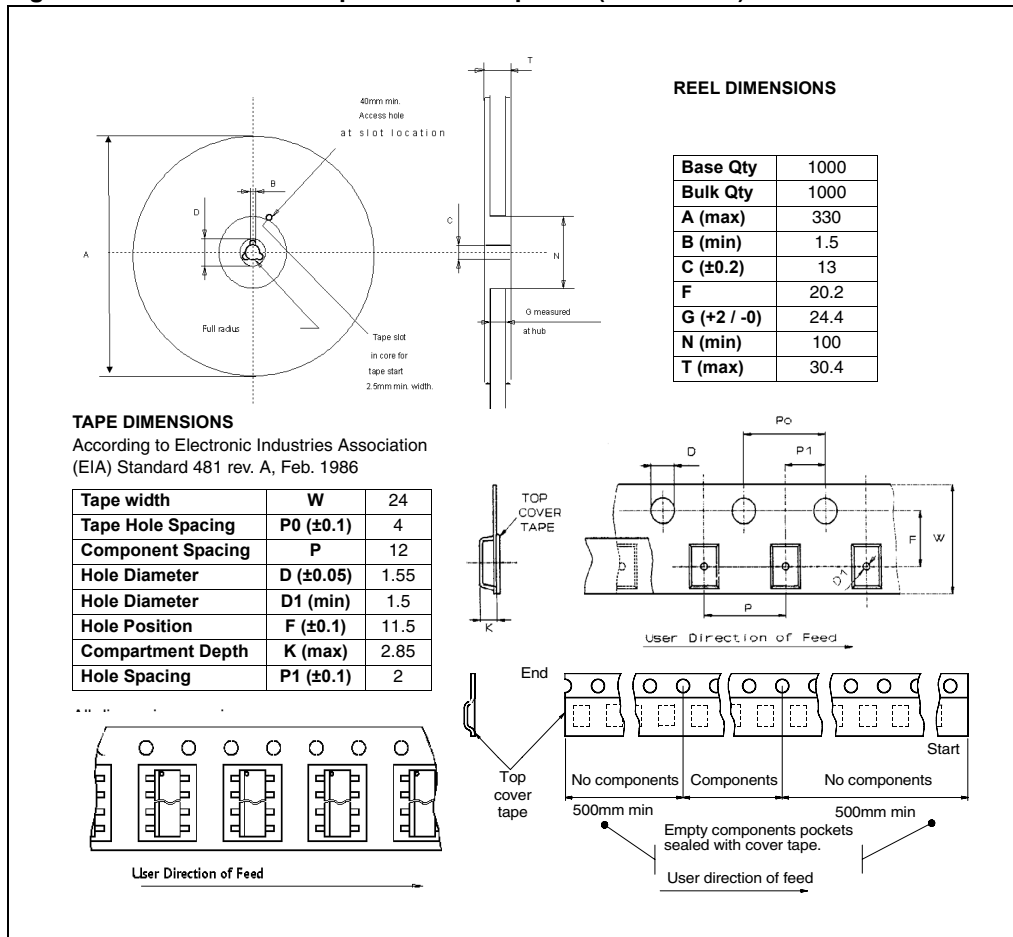 T
40mm min.
Access hole
at slot location
B
D
C
A
N
G measured
at hub
Full radius
Tape slot
in core for
tape start
2.5mm min. width.
REEL DIMENSIONS
Base Qty 1000
Bulk Qty 1000
A (max) 330
B (min) 1.5
C (±0.2) 13
F 20.2
G (+2 / -0) 24.4
N (min) 100
T (max) 30.4
TAPE DIMENSIONS
According to Electronic Industries Association
(EIA) Standard 481 rev. A, Feb. 1986
Tape width W 24
Tape Hole Spacing P0 (±0.1) 4
Component Spacing P 12
Hole Diameter D (±0.05) 1.55
Hole Diameter D1 (min) 1.5
Hole Position F (±0.1) 11.5
Compartment Depth K (max) 2.85
Hole Spacing P1 (±0.1) 2
Po
D
P1
TOP
COVER
TAPE
F
W
K
P
User Direction of Feed
End
Start
Top
cover
tape
No components
Components
No components
500mm min
500mm min
Empty components pockets
sealed with cover tape.
User direction of feed
User Direction of Feed